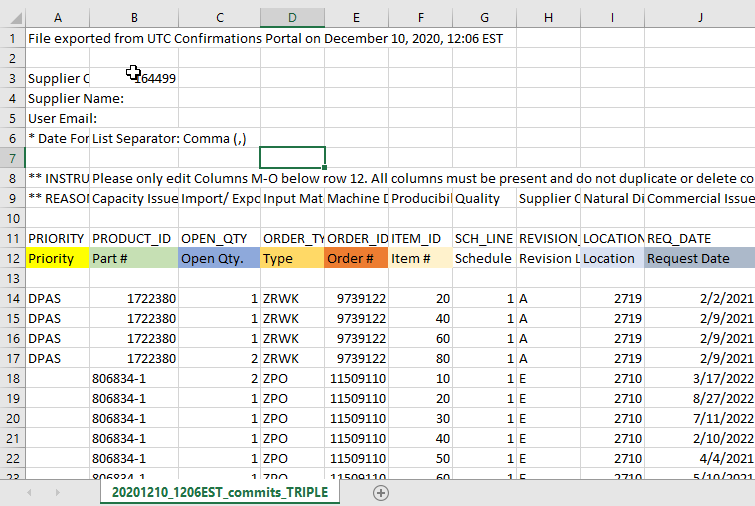 A B C D E F G H I J
1 File exported from UTC Confirmations Portal on December 10, 2020, 12:06 EST
2
3 Supplier C 164499
4 Supplier Name:
5 User Email:
6 * Date For List Separator: Comma (,)
7
8 ** INSTRU Please only edit Columns M-O below row 12. All columns must be present and do not duplicate or delete co
9 ** REASO Capacity Issue Import/ Expo Input Mat Machine D Producibil Quality Supplier C Natural Di Commercial Issue
10
11 PRIORITY PRODUCT_ID OPEN_QTY ORDER_TY ORDER_ID ITEM_ID SCH_LINE REVISION_ LOCATION REQ_DATE
12 Priority Part # Open Qty. Type Order # Item # Schedule Revision L Location Request Date
13
14 DPAS 1722380 1 ZRWK 9739122 20 1 A 2719 2/2/2021
15 DPAS 1722380 1 ZRWK 9739122 40 1 A 2719 2/9/2021
16 DPAS 1722380 1 ZRWK 9739122 60 1 A 2719 2/9/2021
17 DPAS 1722380 2 ZRWK 9739122 80 1 A 2719 2/9/2021
18 806834-1 2 ZPO 11509110 10 1 E 2710 3/17/2022
19 806834-1 1 ZPO 11509110 20 1 E 2710 8/27/2022
20 806834-1 1 ZPO 11509110 30 1 E 2710 7/11/2022
21 806834-1 1 ZPO 11509110 40 1 E 2710 2/10/2022
22 806834-1 1 ZPO 11509110 50 1 E 2710 4/4/2021
23 806834-1 1 ZPO 11509110 60 1 E 2710 5/10/2021
20201210_1206EST_commits_TRIPLE